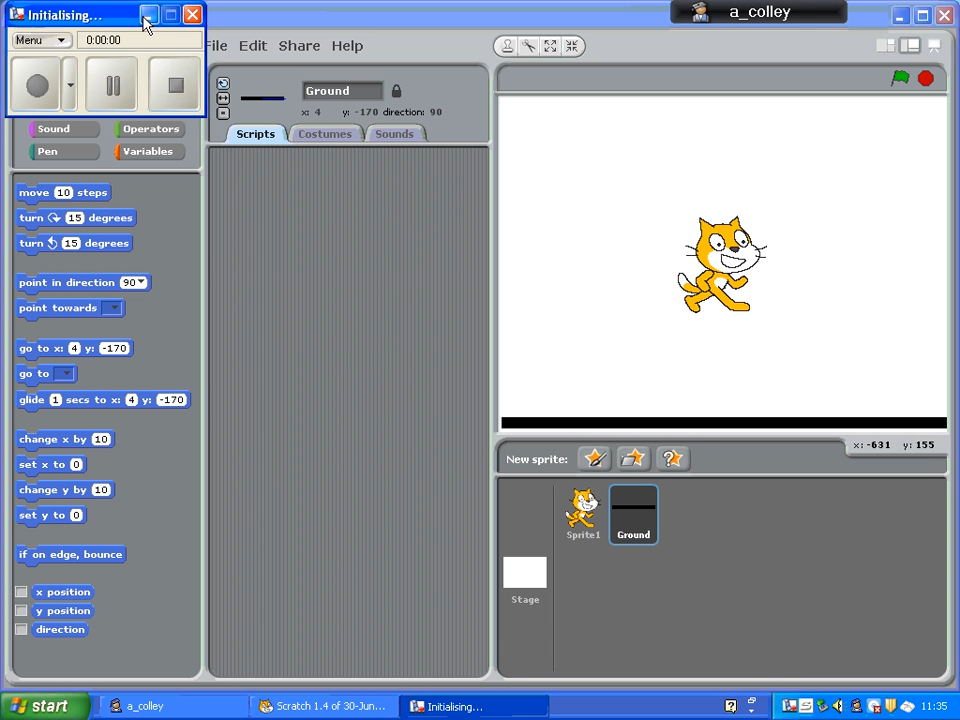 Initialising...
a_colley
Menu
0:00:00
File Edit Share Help
Ground
x: 4 y: -170 direction: 90
Scripts Costumes Sounds
Sound Operators
Pen Variables
move 10 steps
turn 15 degrees
turn 15 degrees
point in direction 90
point towards
go to x: 4 y: -170
go to
glide 1 secs to x: 4 y: -170
change x by 10
set x to 0
change y by 10
set y to 0
if on edge, bounce
x position
y position
direction
x: -631 y: 155
New sprite:
Sprite1
Ground
Stage
start
a_colley
Scratch 1.4 of 30-Jun...
Initialising...
11:35